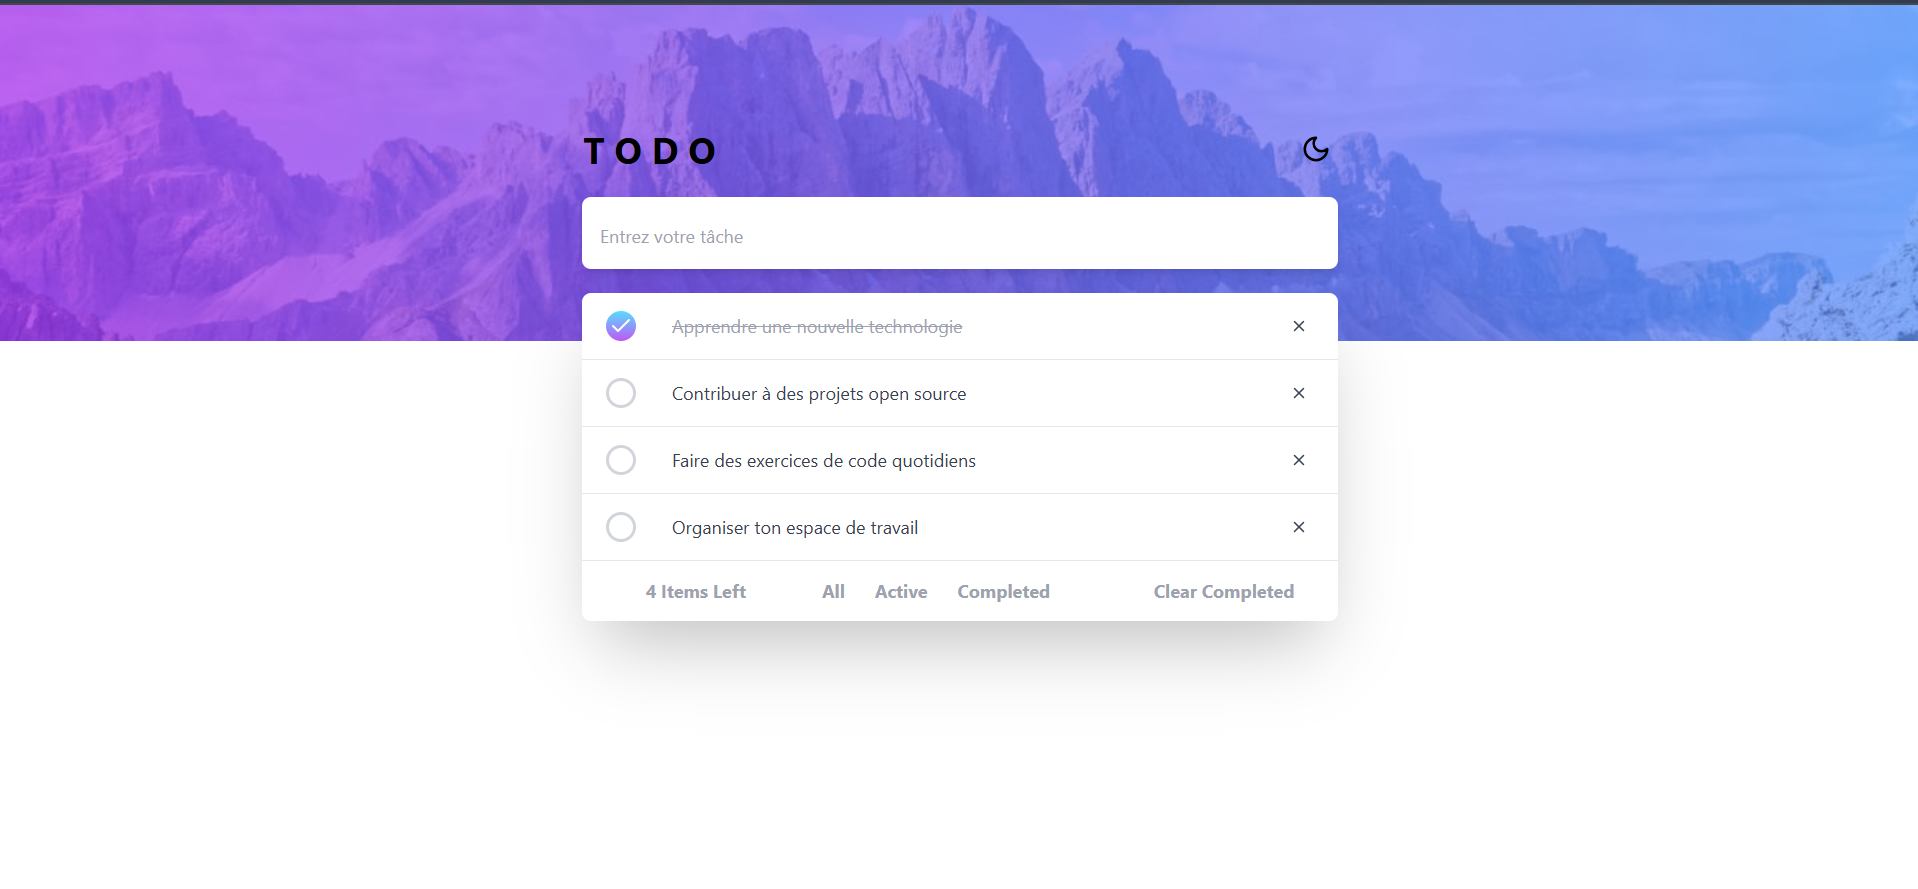 TODO
Entrez votre tâche
Apprendre une nouvelle technologie
Contribuer à des projets open source
Faire des exercices de code quotidiens
Organiser ton espace de travail
4 Items Left All Active Completed Clear Completed